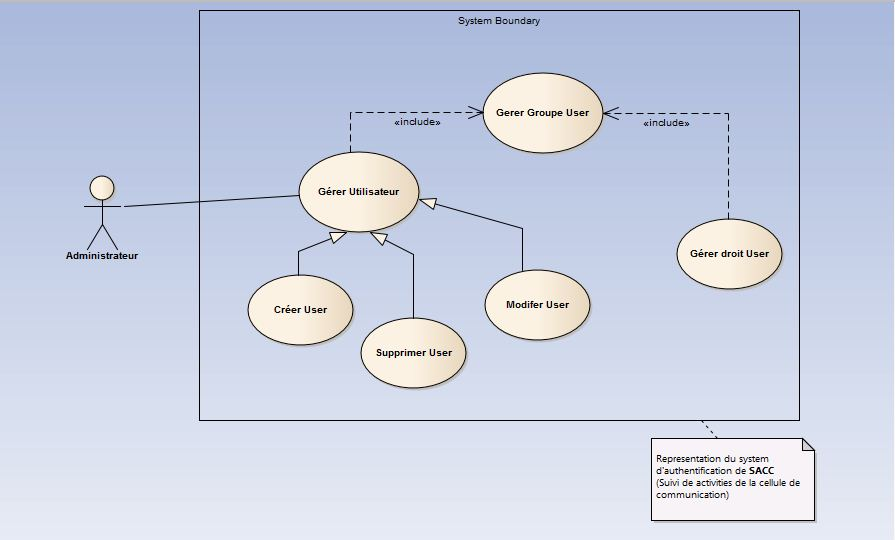 System Boundary
Gerer Groupe User
«include»
«include»
Gérer Utilisateur
Administrateur
Gérer droit User
Créer User
Modifer User
Supprimer User
Representation du system
d'authentification de SACC
(Suivi de activities de la cellule de
communication)